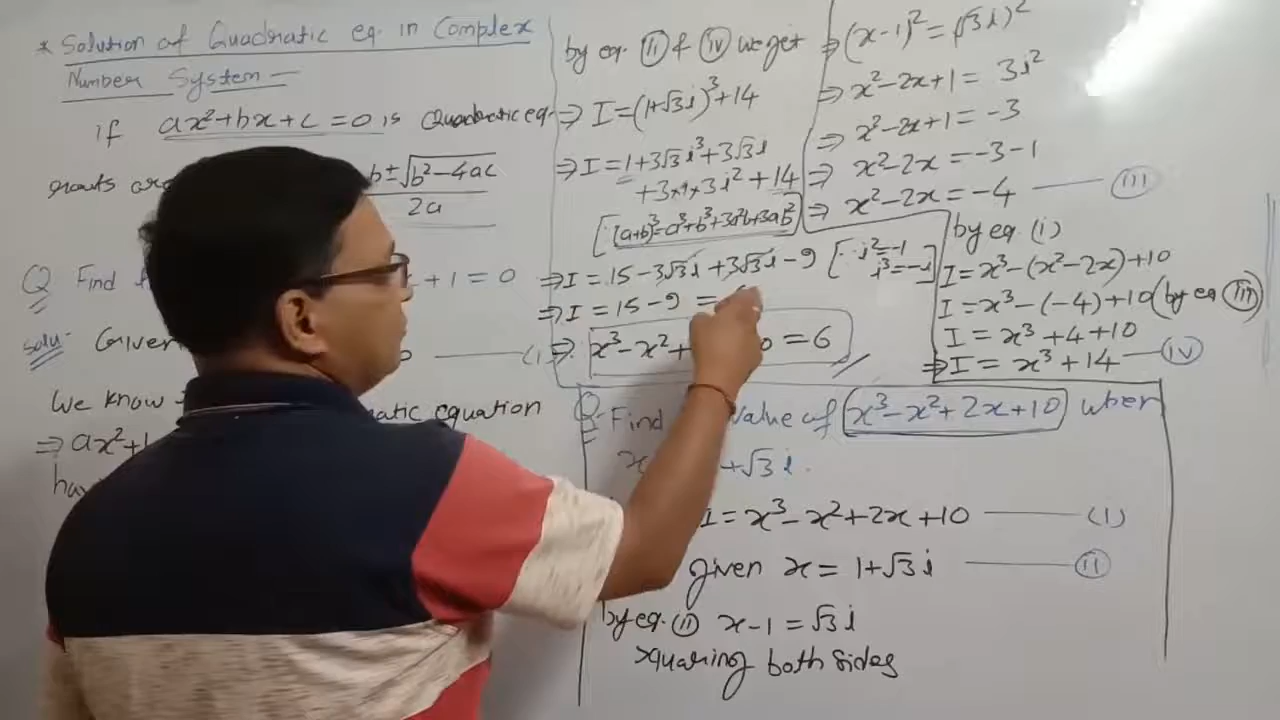 * Solution of Quadratic eq. in Complex
Number System —
if ax²+bx+c = 0 is Quadratic eq.
roots are b ± √b²-4ac
2a
Q Find + 1 = 0
Solu: Given (1)
We know matic equation
⇒ ax²+
by eq. (II) & (IV) we get
⇒ I = (1+√3i)³+14
⇒ I = 1+3√3i³+3√3i
+3×1×3i²+14
[(a+b)³=a³+b³+3a²b+3ab²]
⇒ I = 15-3√3i+3√3i-9 [∵ i²=-1
i³=-i]
⇒ I = 15-9 =
⇒ x³-x²+ 0 = 6
⇒ (x-1)² = (√3i)²
⇒ x²-2x+1 = 3i²
⇒ x²-2x+1 = -3
⇒ x²-2x = -3-1
⇒ x²-2x = -4 — (III)
by eq. (i)
I = x³-(x²-2x)+10
I = x³-(-4)+10 (by eq (III))
I = x³+4+10
⇒ I = x³+14 — (IV)
Q. Find value of x³-x²+2x+10 when
x +√3i.
I = x³-x²+2x+10 — (1)
given x = 1+√3i — (II)
by eq. (II) x-1 = √3i
squaring both sides